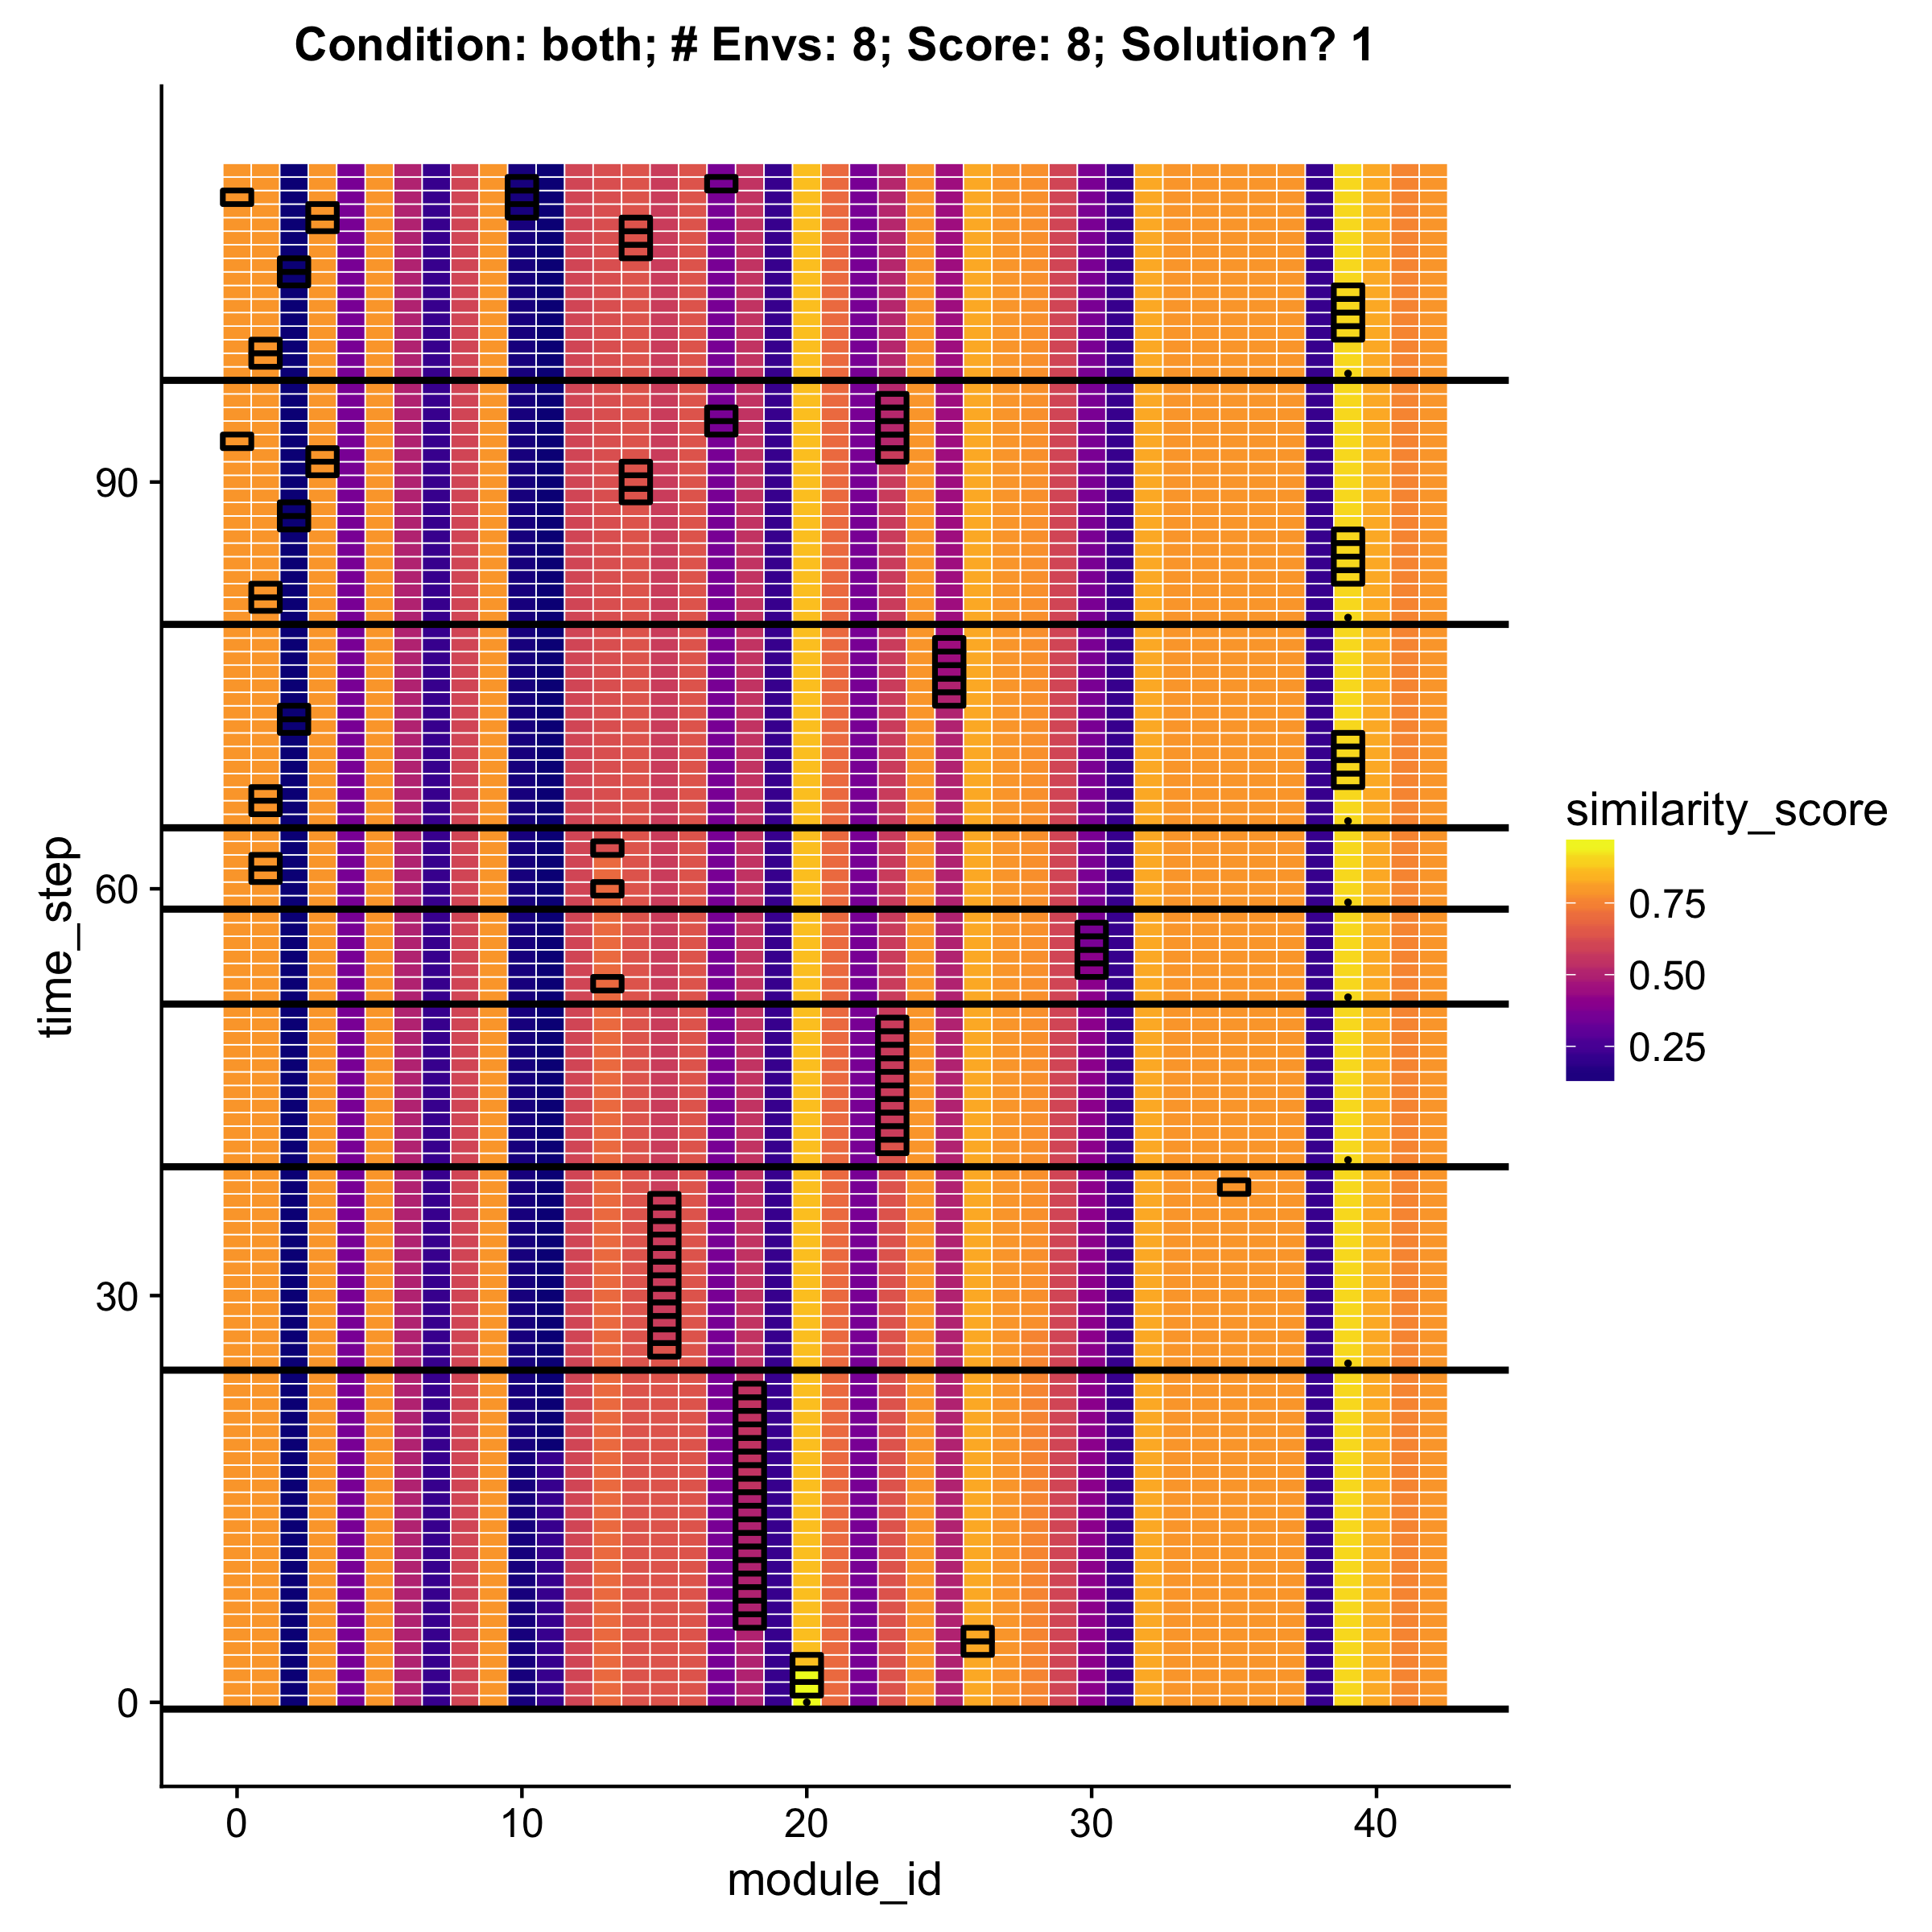 Condition: both; # Envs: 8; Score: 8; Solution? 1
time_step
90
60
30
0
0 10 20 30 40
module_id
similarity_score
0.75
0.50
0.25